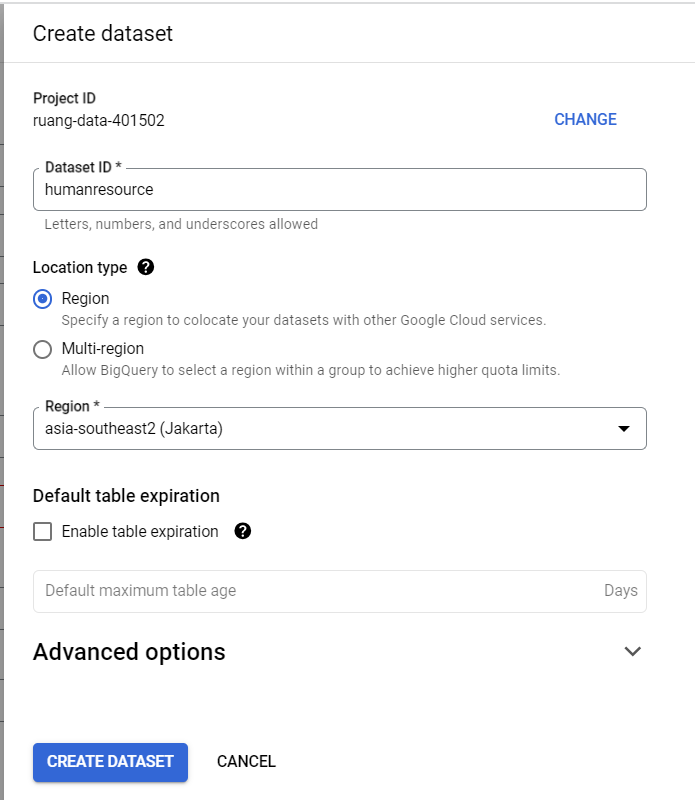 Create dataset
Project ID
ruang-data-401502
CHANGE
Dataset ID *
humanresource
Letters, numbers, and underscores allowed
Location type
Region
Specify a region to colocate your datasets with other Google Cloud services.
Multi-region
Allow BigQuery to select a region within a group to achieve higher quota limits.
Region *
asia-southeast2 (Jakarta)
Default table expiration
Enable table expiration
Default maximum table age Days
Advanced options
CREATE DATASET CANCEL